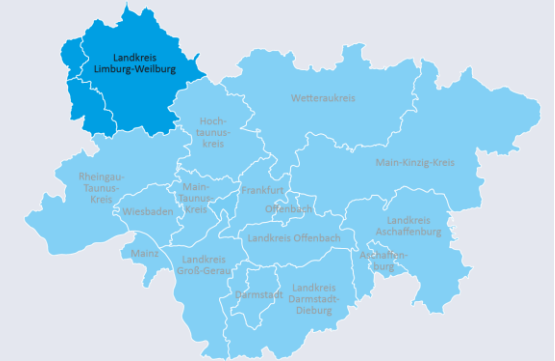 Landkreis
Limburg-Weilburg
Wetteraukreis
Hoch-
taunus-
kreis
Main-Kinzig-Kreis
Rheingau-
Taunus-
Kreis
Main-
Taunus-
Kreis
Frankfurt
Wiesbaden
Offenbach
Landkreis
Aschaffenburg
Landkreis Offenbach
Mainz
Landkreis
Groß-Gerau
Aschaffen-
burg
Darmstadt
Landkreis
Darmstadt-
Dieburg